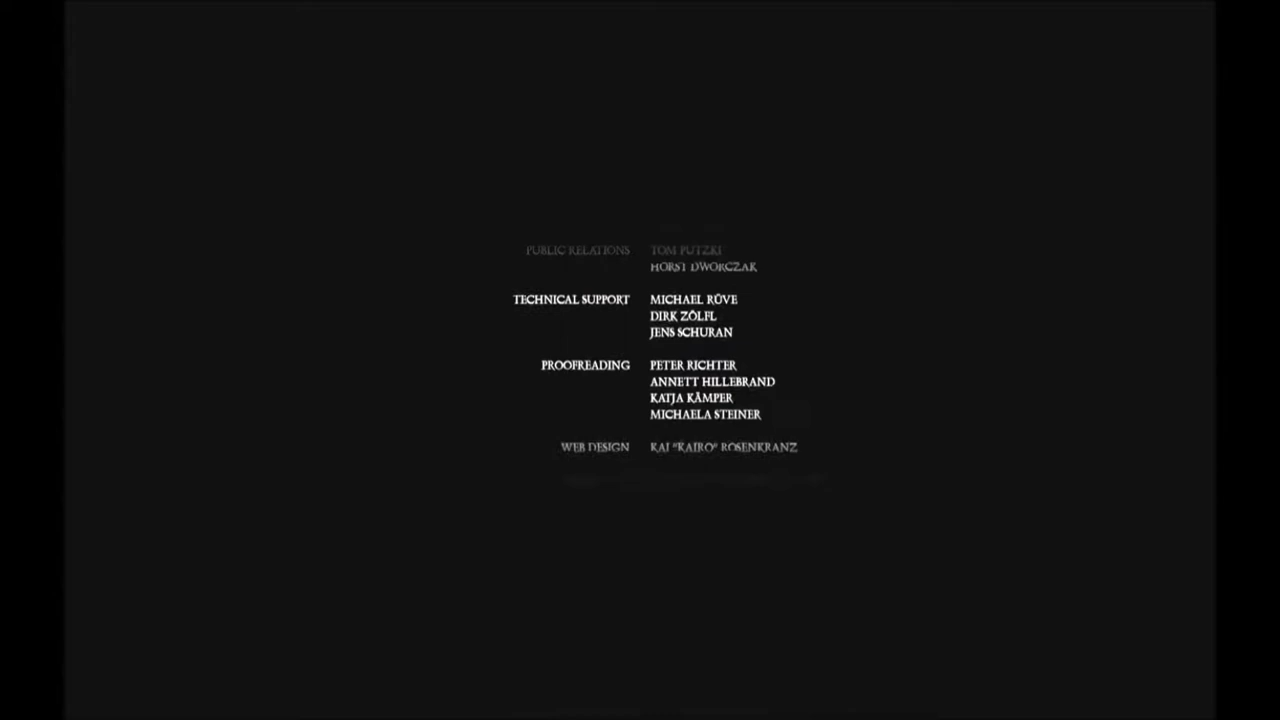 PUBLIC RELATIONS TOM PUTZKI
HORST DWORCZAK
TECHNICAL SUPPORT MICHAEL RÜVE
DIRK ZÖLFL
JENS SCHURAN
PROOFREADING PETER RICHTER
ANNETT HILLEBRAND
KATJA KÄMPER
MICHAELA STEINER
WEB DESIGN KAI "KAIRO" ROSENKRANZ